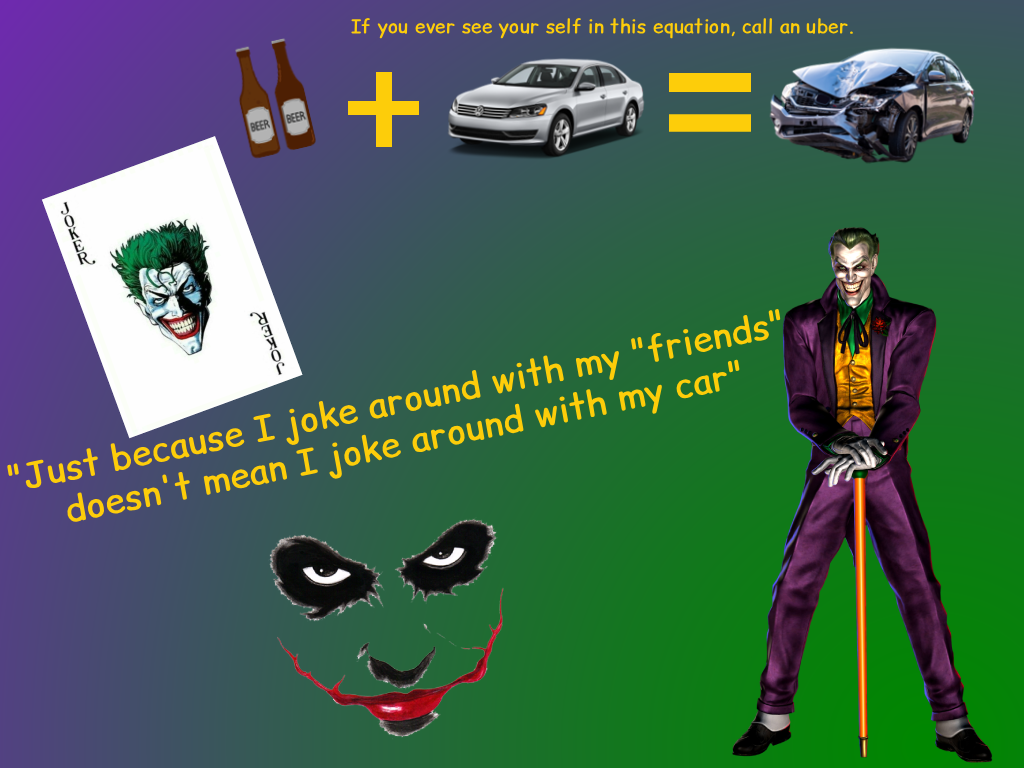 If you ever see your self in this equation, call an uber.
BEER
BEER
+
=
JOKER
JOKER
"Just because I joke around with my "friends"
doesn't mean I joke around with my car"